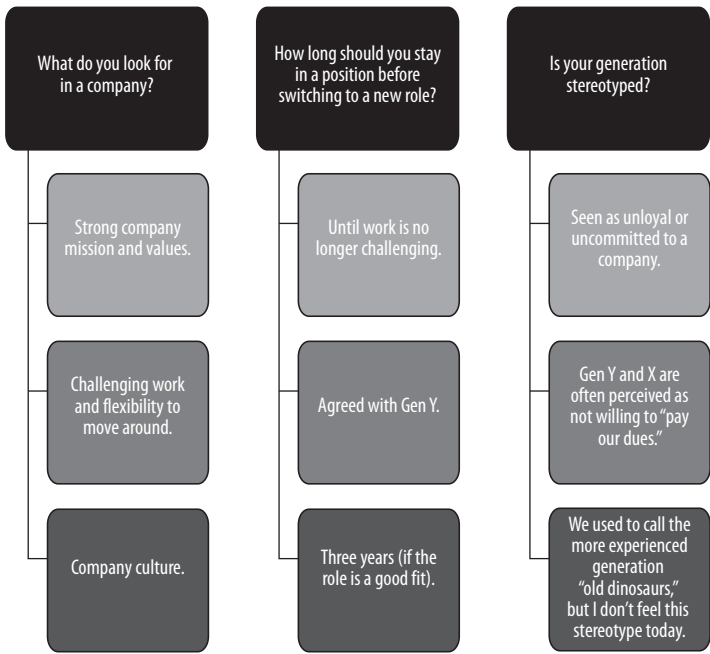 What do you look for
in a company?
Strong company
mission and values.
Challenging work
and flexibility to
move around.
Company culture.
How long should you stay
in a position before
switching to a new role?
Until work is no
longer challenging.
Agreed with Gen Y.
Three years (if the
role is a good fit).
Is your generation
stereotyped?
Seen as unloyal or
uncommitted to a
company.
Gen Y and X are
often perceived as
not willing to “pay
our dues.”
We used to call the
more experienced
generation
“old dinosaurs,”
but I don’t feel this
stereotype today.